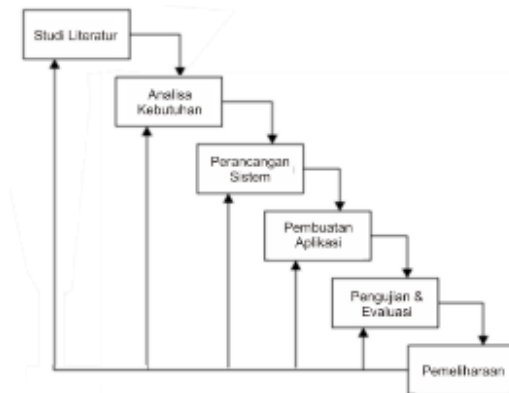 Studi Literatur
Analisa
Kebutuhan
Perancangan
Sistem
Pembuatan
Aplikasi
Pengujian &
Evaluasi
Pemeliharaan